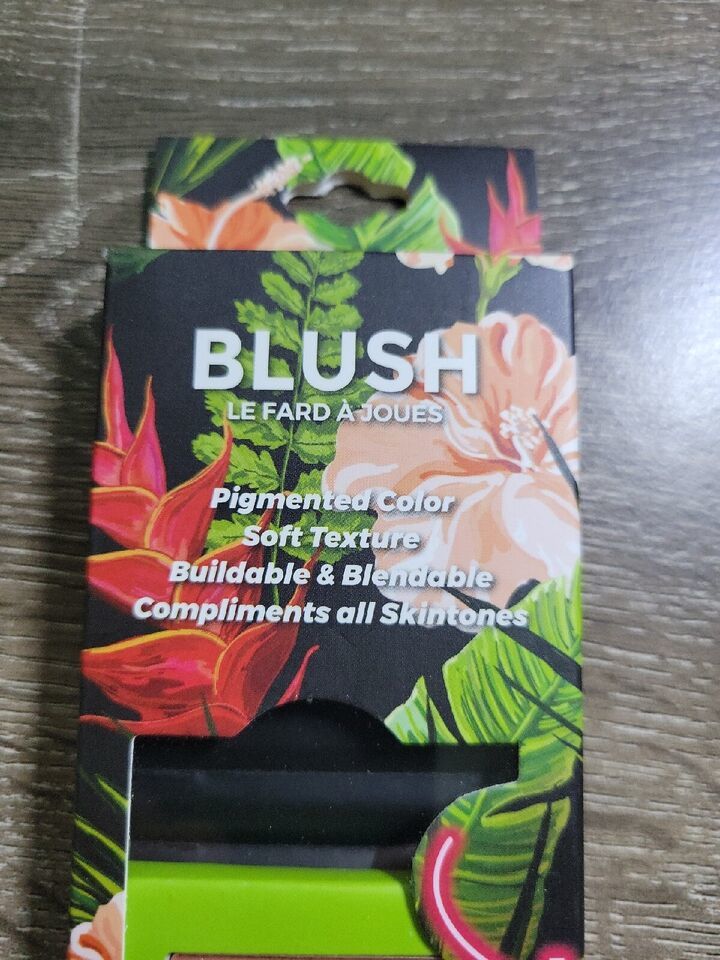 BLUSH
LE FARD À JOUES
Pigmented Color
Soft Texture
Buildable & Blendable
Compliments all Skintones